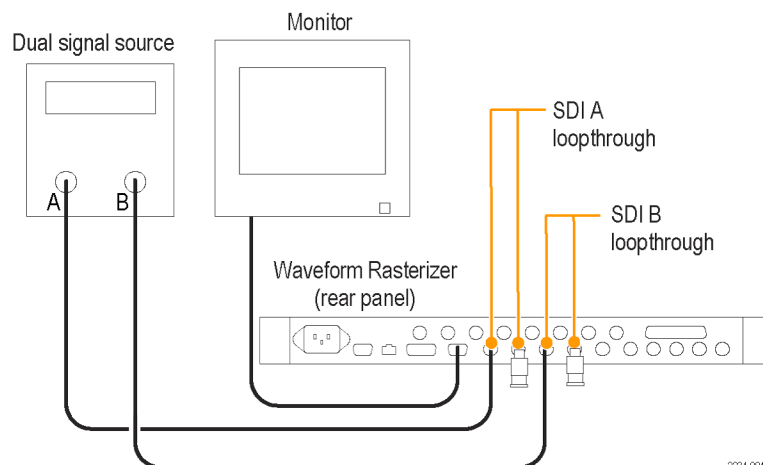 Monitor
Dual signal source
A
B
SDI A
loopthrough
SDI B
loopthrough
Waveform Rasterizer
(rear panel)